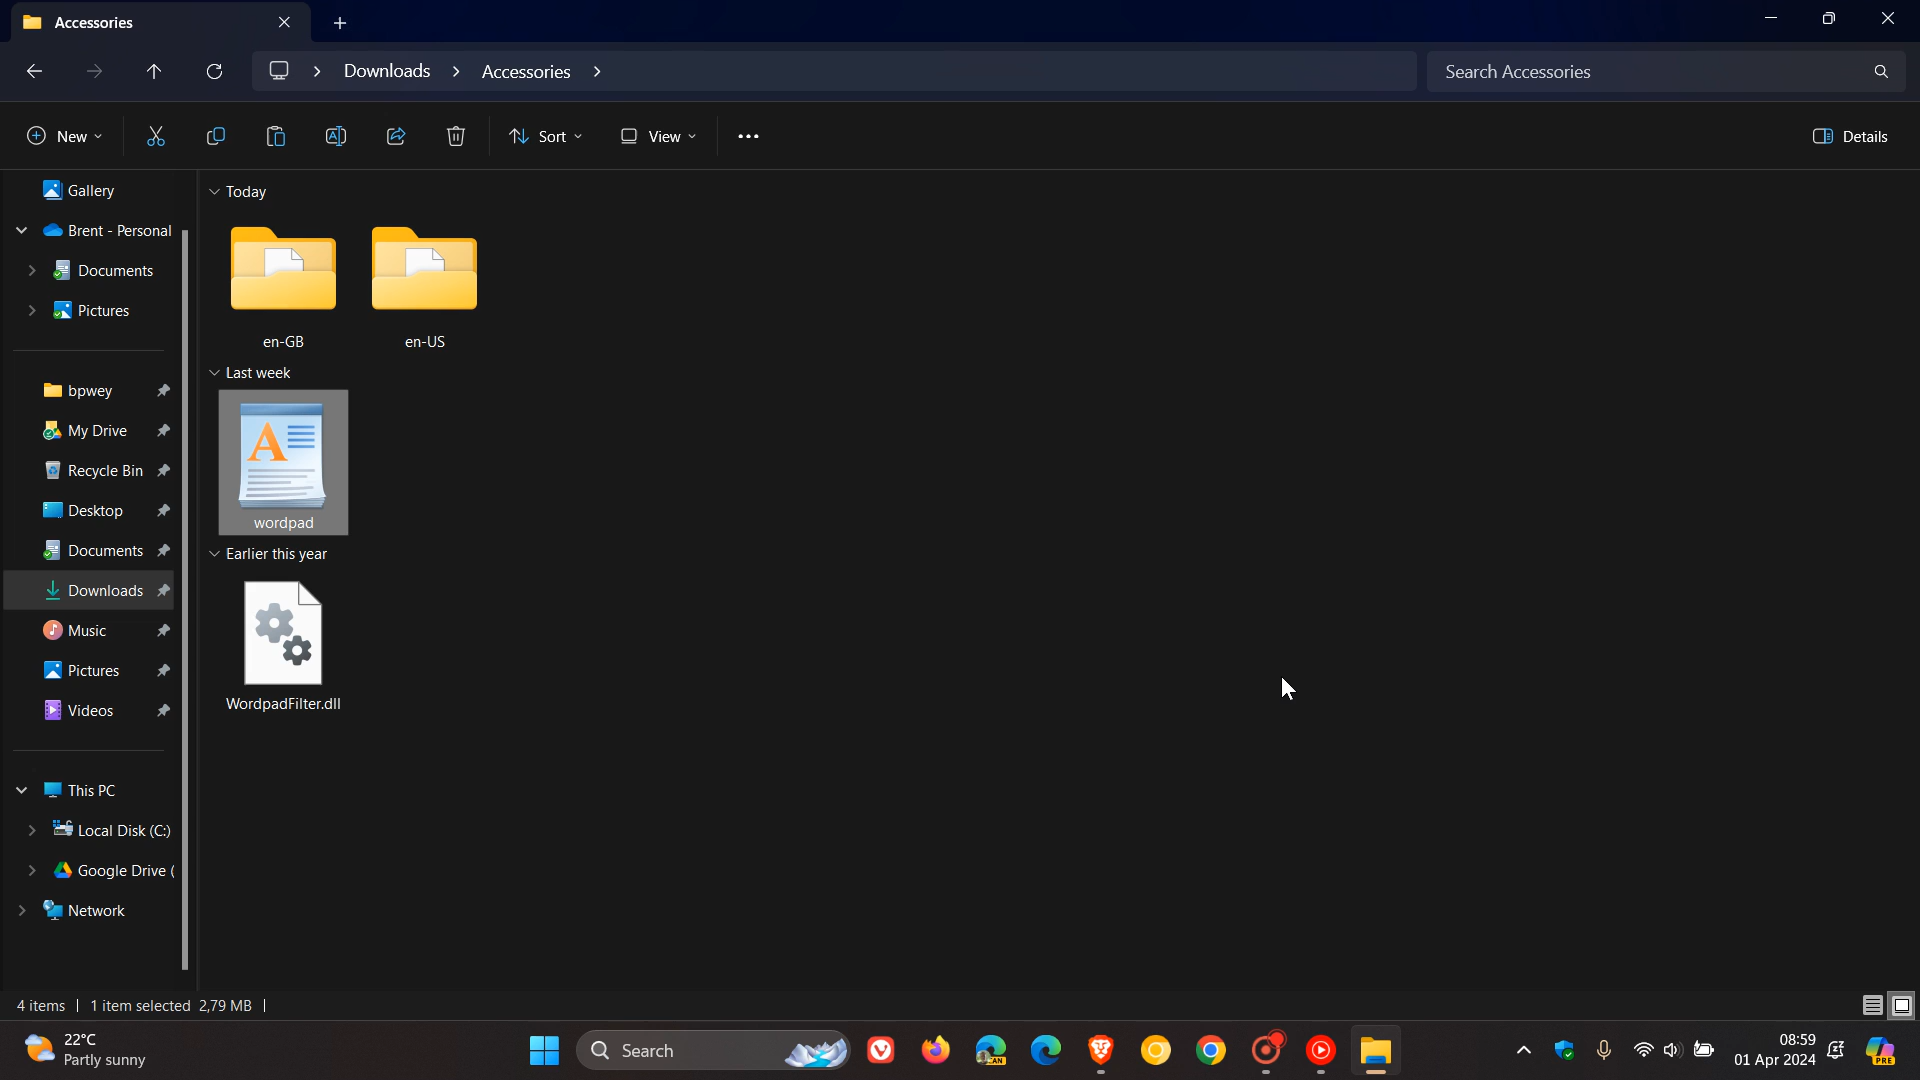 Accessories
Downloads
Accessories
Search Accessories
New
Sort
View
Details
Gallery
Brent - Personal
Documents
Pictures
bpwey
My Drive
Recycle Bin
Desktop
Documents
Downloads
Music
Pictures
Videos
This PC
Local Disk (C:)
Google Drive (
Network
Today
en-GB
en-US
Last week
A
wordpad
Earlier this year
WordpadFilter.dll
4 items
1 item selected 2,79 MB
22°C
Partly sunny
Search
CAN
08:59
01 Apr 2024
PRE